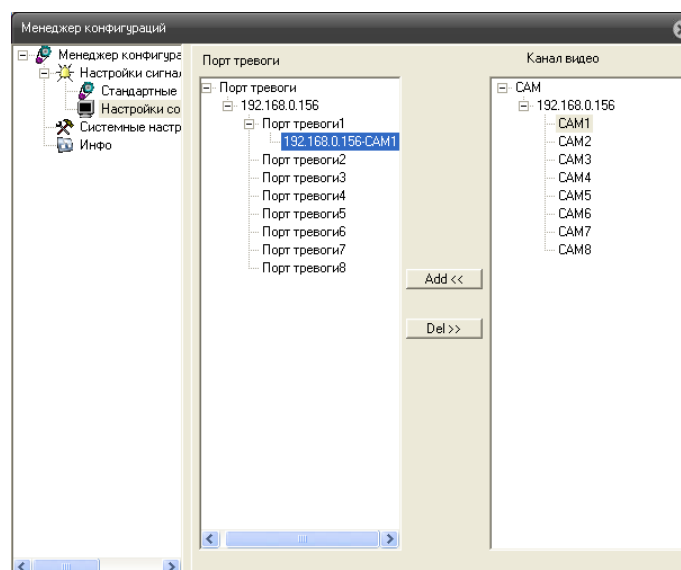 Менеджер конфигураций
Менеджер конфигура
Настройки сигнал
Стандартные
Настройки со
Системные настр
Инфо
Порт тревоги
Порт тревоги
192.168.0.156
Порт тревоги1
192.168.0.156-CAM1
Порт тревоги2
Порт тревоги3
Порт тревоги4
Порт тревоги5
Порт тревоги6
Порт тревоги7
Порт тревоги8
Add <<
Del >>
Канал видео
CAM
192.168.0.156
CAM1
CAM2
CAM3
CAM4
CAM5
CAM6
CAM7
CAM8